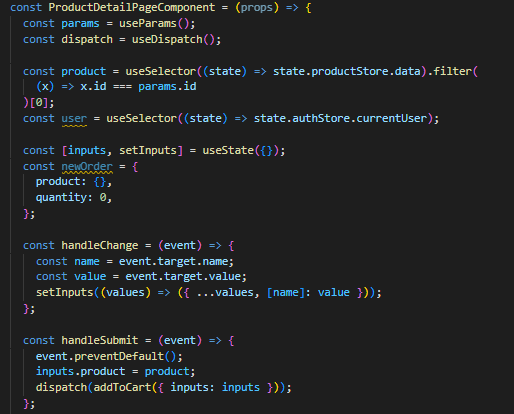 const ProductDetailPageComponent = (props) => {
  const params = useParams();
  const dispatch = useDispatch();

  const product = useSelector((state) => state.productStore.data).filter(
    (x) => x.id === params.id
  )[0];
  const user = useSelector((state) => state.authStore.currentUser);

  const [inputs, setInputs] = useState({});
  const newOrder = {
    product: {},
    quantity: 0,
  };

  const handleChange = (event) => {
    const name = event.target.name;
    const value = event.target.value;
    setInputs((values) => ({ ...values, [name]: value }));
  };

  const handleSubmit = (event) => {
    event.preventDefault();
    inputs.product = product;
    dispatch(addToCart({ inputs: inputs }));
  };